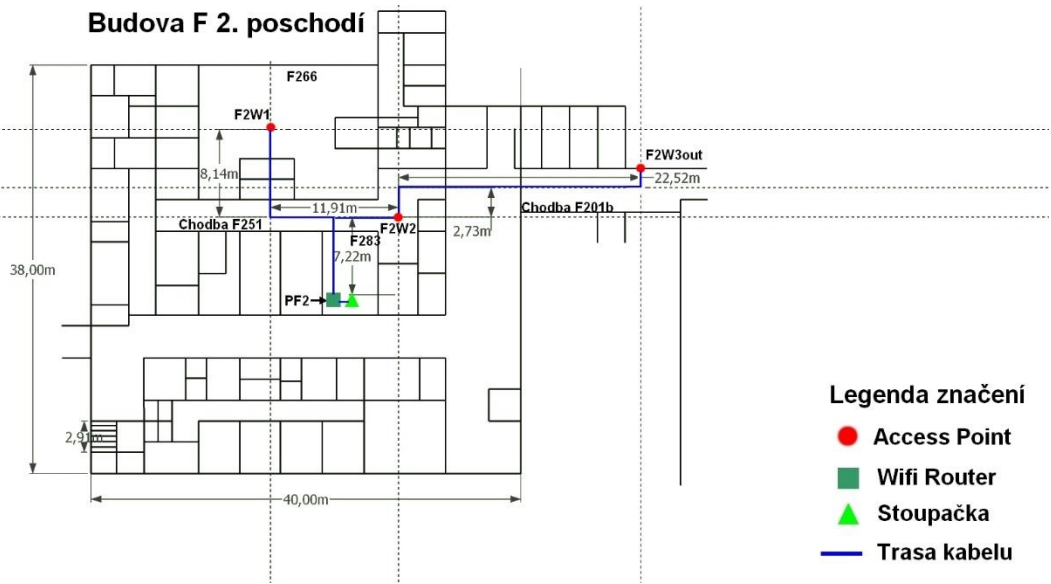 Budova F 2. poschodí
F266
F2W1
F2W3out
8,14m
22,52m
11,91m
Chodba F201b
Chodba F251
F2W2
2,73m
F283
7,22m
38,00m
PF2
Legenda značení
2,91m
Access Point
Wifi Router
40,00m
Stoupačka
Trasa kabelu